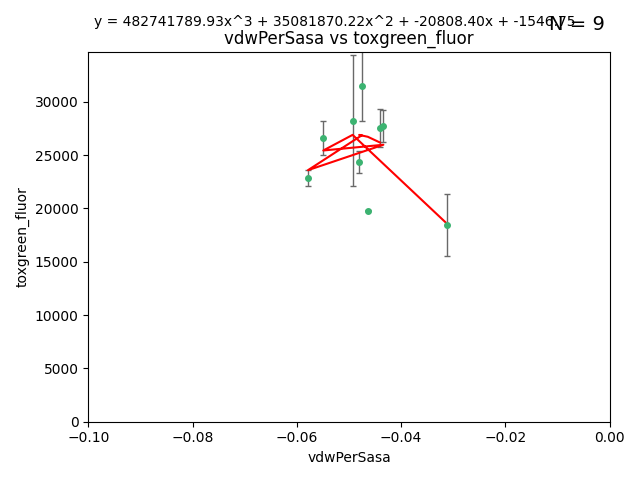 y = 482741789.93x^3 + 35081870.22x^2 + -20808.40x + -1546.75
N = 9
vdwPerSasa vs toxgreen_fluor
30000
25000
20000
15000
10000
5000
0
toxgreen_fluor
−0.10 −0.08 −0.06 −0.04 −0.02 0.00
vdwPerSasa